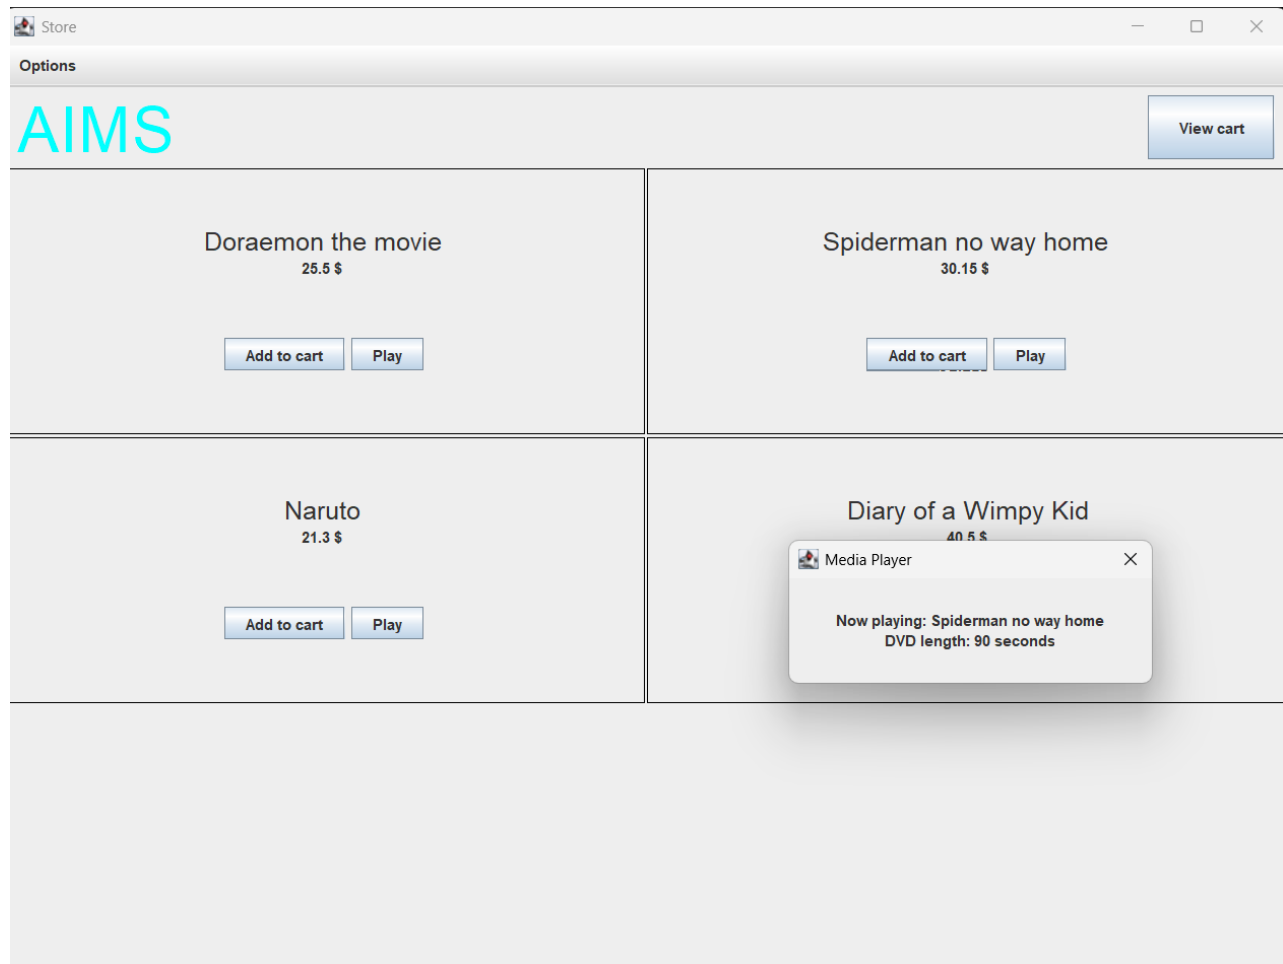 Store
Options
AIMS
View cart
Doraemon the movie
25.5 $
Add to cart Play
Spiderman no way home
30.15 $
Add to cart Play
Naruto
21.3 $
Add to cart Play
Diary of a Wimpy Kid
40.5 $
Media Player
Now playing: Spiderman no way home
DVD length: 90 seconds